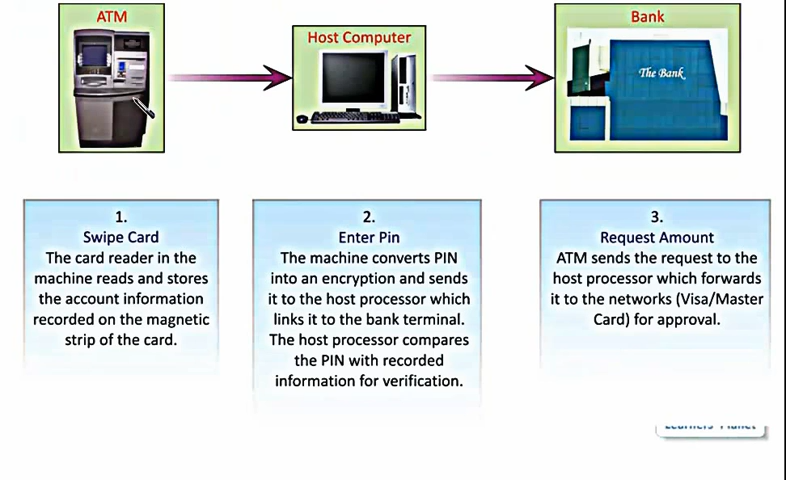 ATM
Host Computer
Bank
The Bank
1.
Swipe Card
The card reader in the
machine reads and stores
the account information
recorded on the magnetic
strip of the card.
2.
Enter Pin
The machine converts PIN
into an encryption and sends
it to the host processor which
links it to the bank terminal.
The host processor compares
the PIN with recorded
information for verification.
3.
Request Amount
ATM sends the request to the
host processor which forwards
it to the networks (Visa/Master
Card) for approval.
Learners' Planet